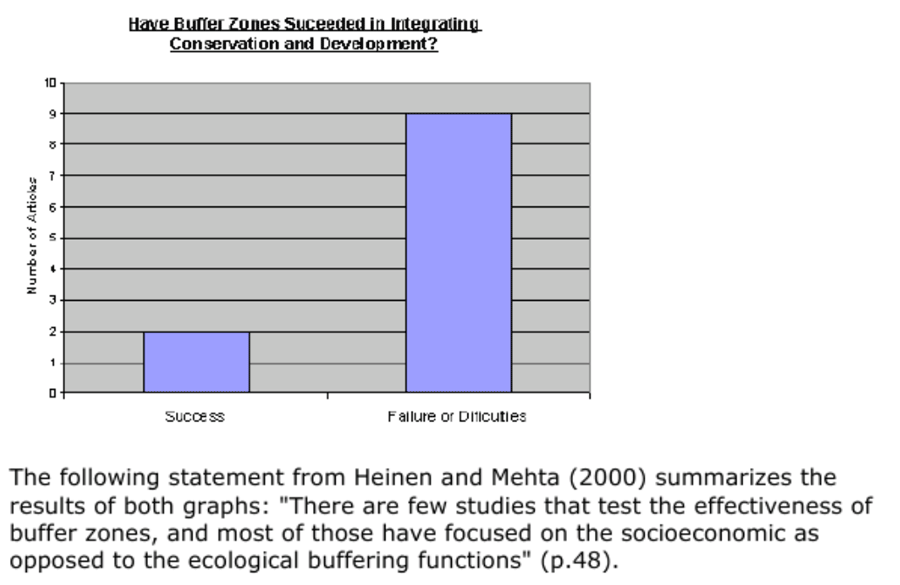 Have Buffer Zones Suceeded in Integrating
Conservation and Development?
10
9
8
7
6
5
4
3
2
1
0
Number of Articles
Success
Failure or Dificulties
The following statement from Heinen and Mehta (2000) summarizes the
results of both graphs: "There are few studies that test the effectiveness of
buffer zones, and most of those have focused on the socioeconomic as
opposed to the ecological buffering functions" (p.48).